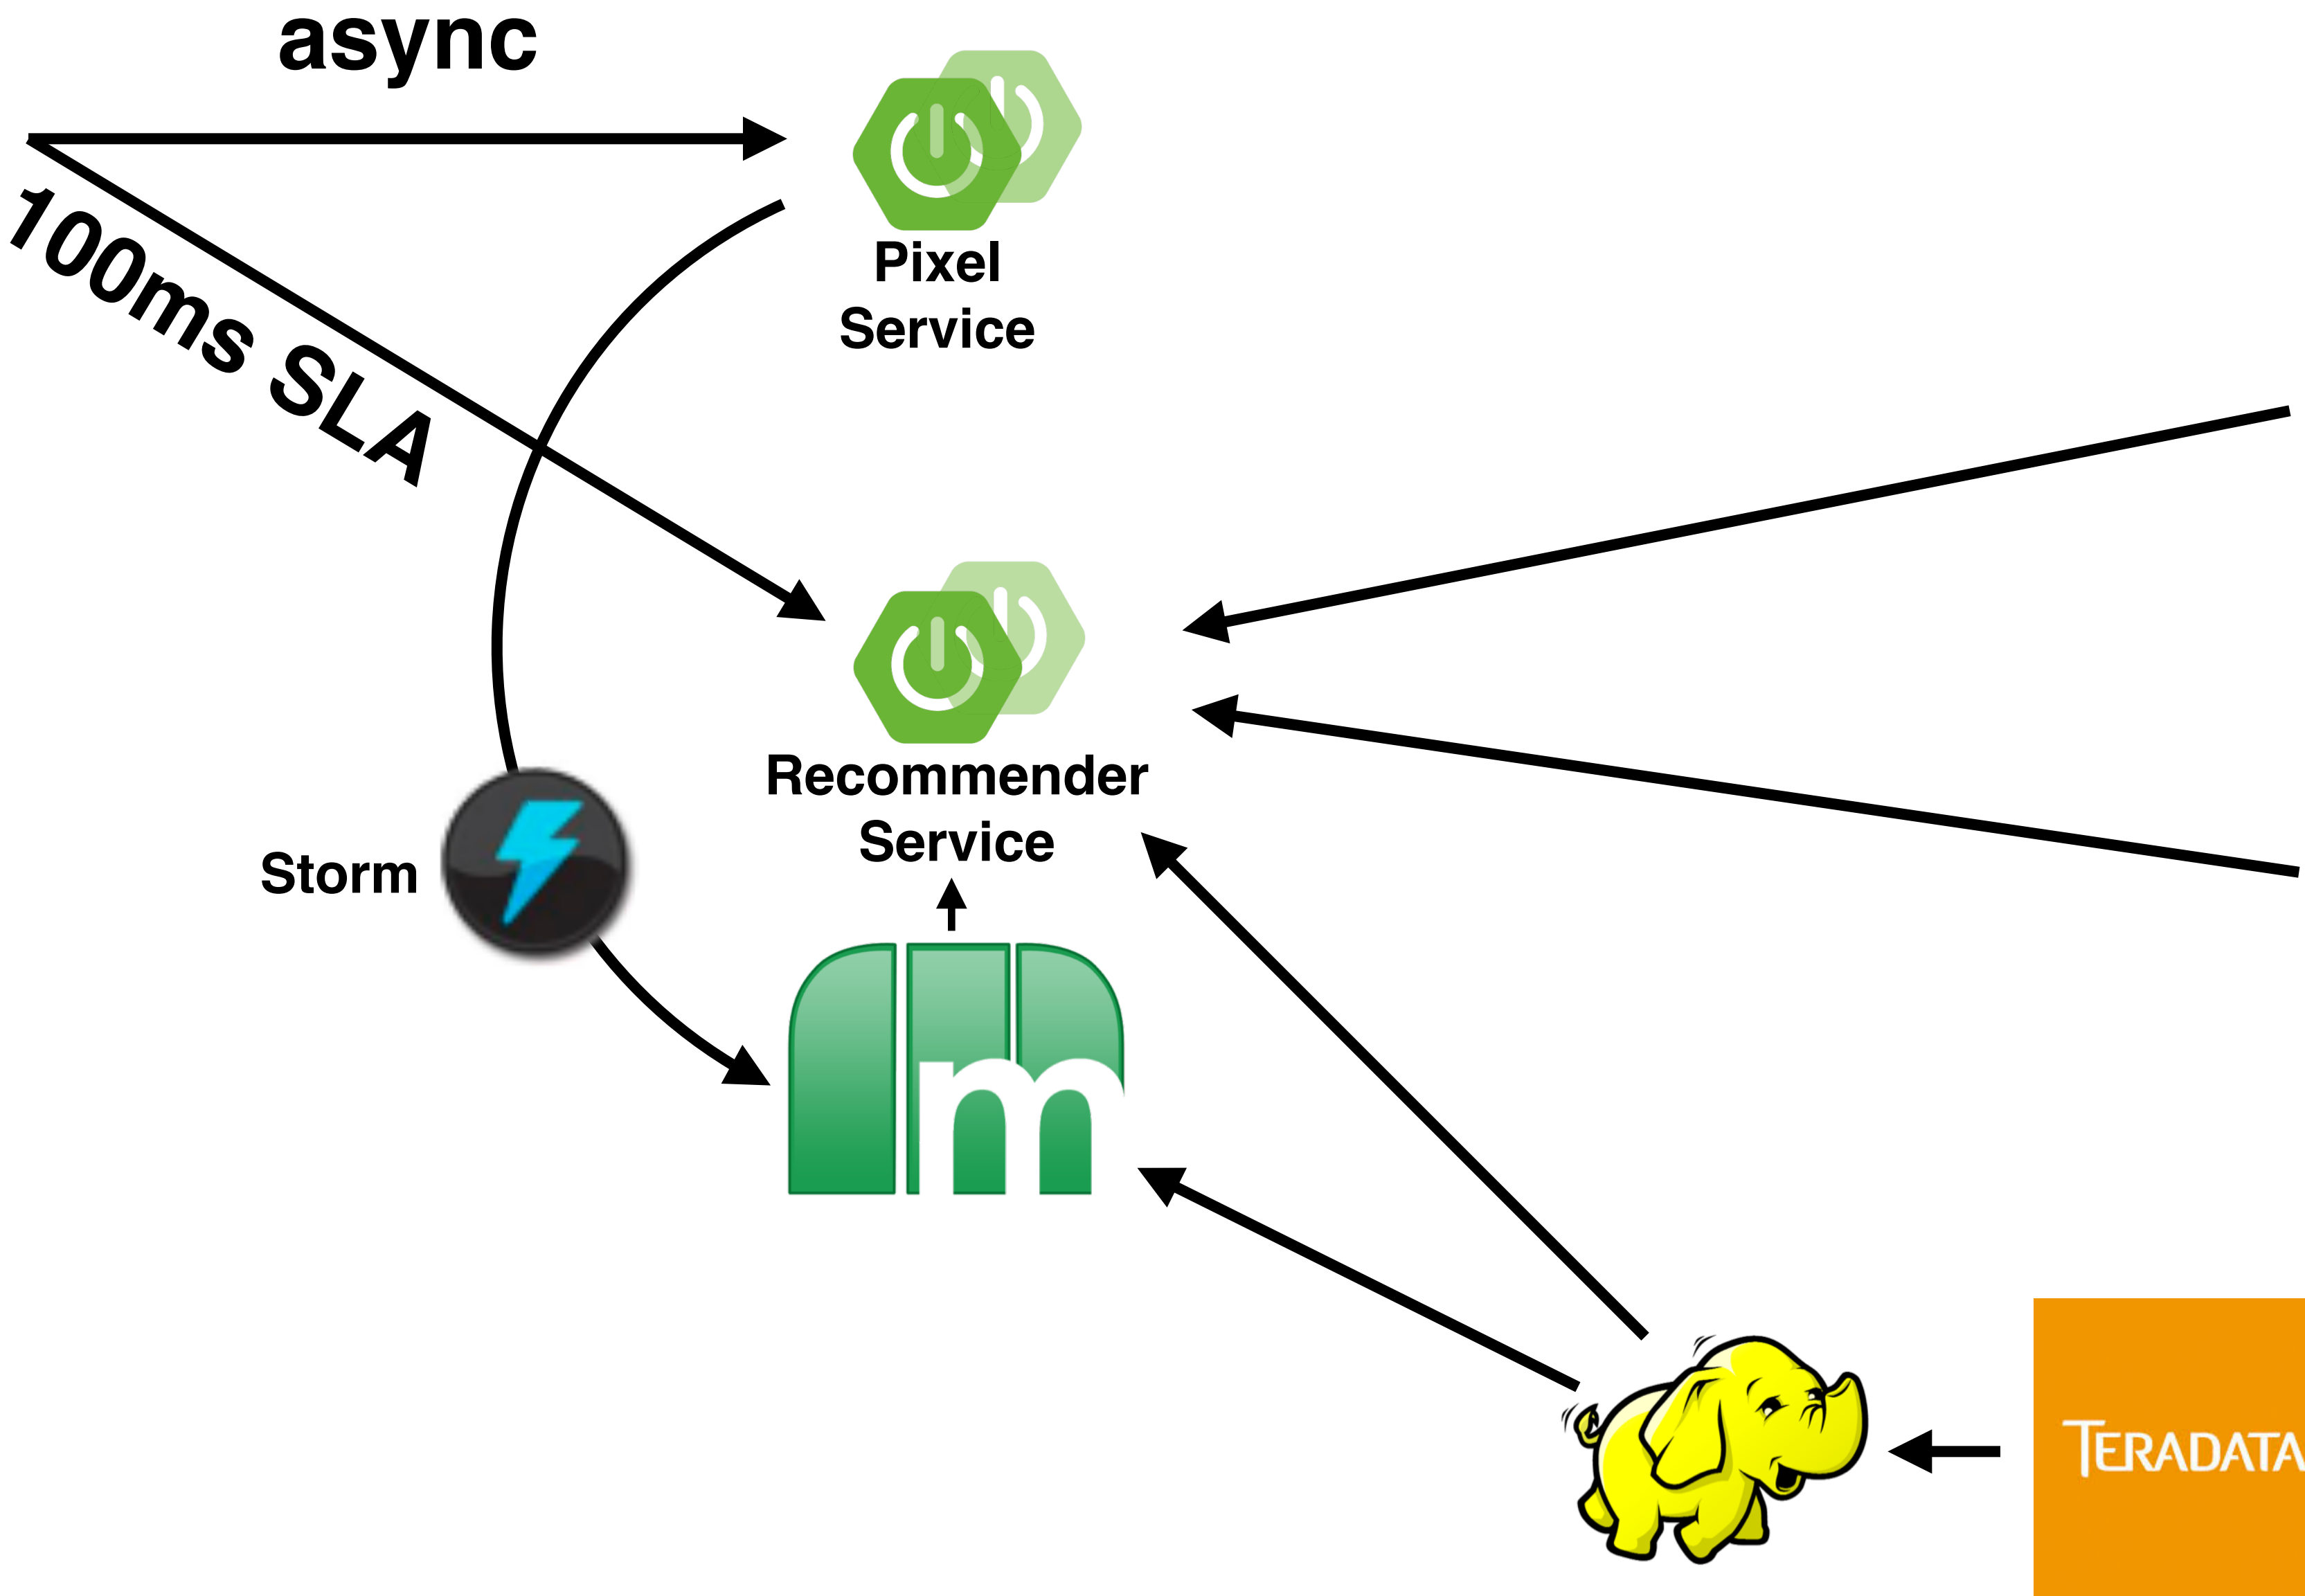 async
100ms SLA
Pixel
Service
Recommender
Service
Storm
m
TERADATA